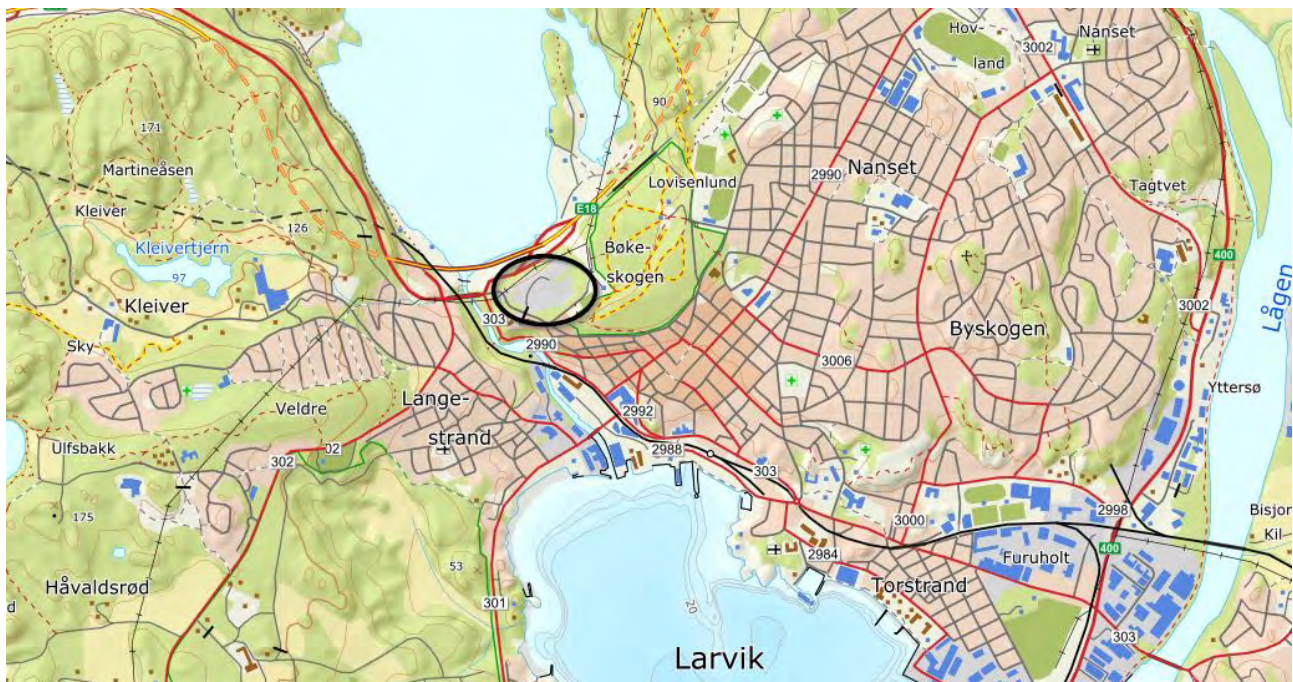 Hov-
land
3002
Nanset
171
90
Martineåsen
Lovisenlund
2990
Nanset
Tagtvet
Kleiver
126
E18
Kleivertjern
97
Bøke-
skogen
400
Lågen
Kleiver
303
3002
Sky
2990
3006
Byskogen
Yttersø
Veldre
Lange-
strand
2992
Ulfsbakk
302
02
2988
303
175
3000
2998
Bisjor
Kil
2984
Furuholt
400
Håvaldsrød
d
53
301
20
Torstrand
303
Larvik